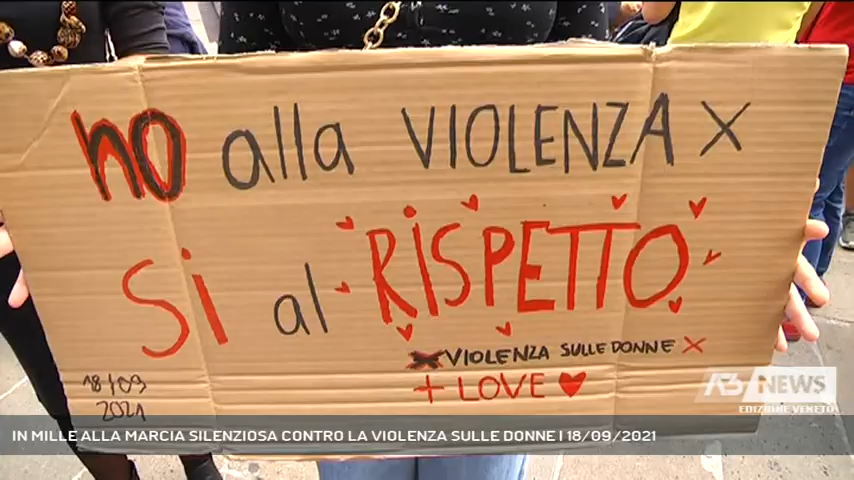 NO alla VIOLENZA X
Si al RISPETTO
X VIOLENZA SULLE DONNE X
+ LOVE ♥
18/09
2021
A3 NEWS
EDIZIONE VENETO
IN MILLE ALLA MARCIA SILENZIOSA CONTRO LA VIOLENZA SULLE DONNE | 18/09/2021